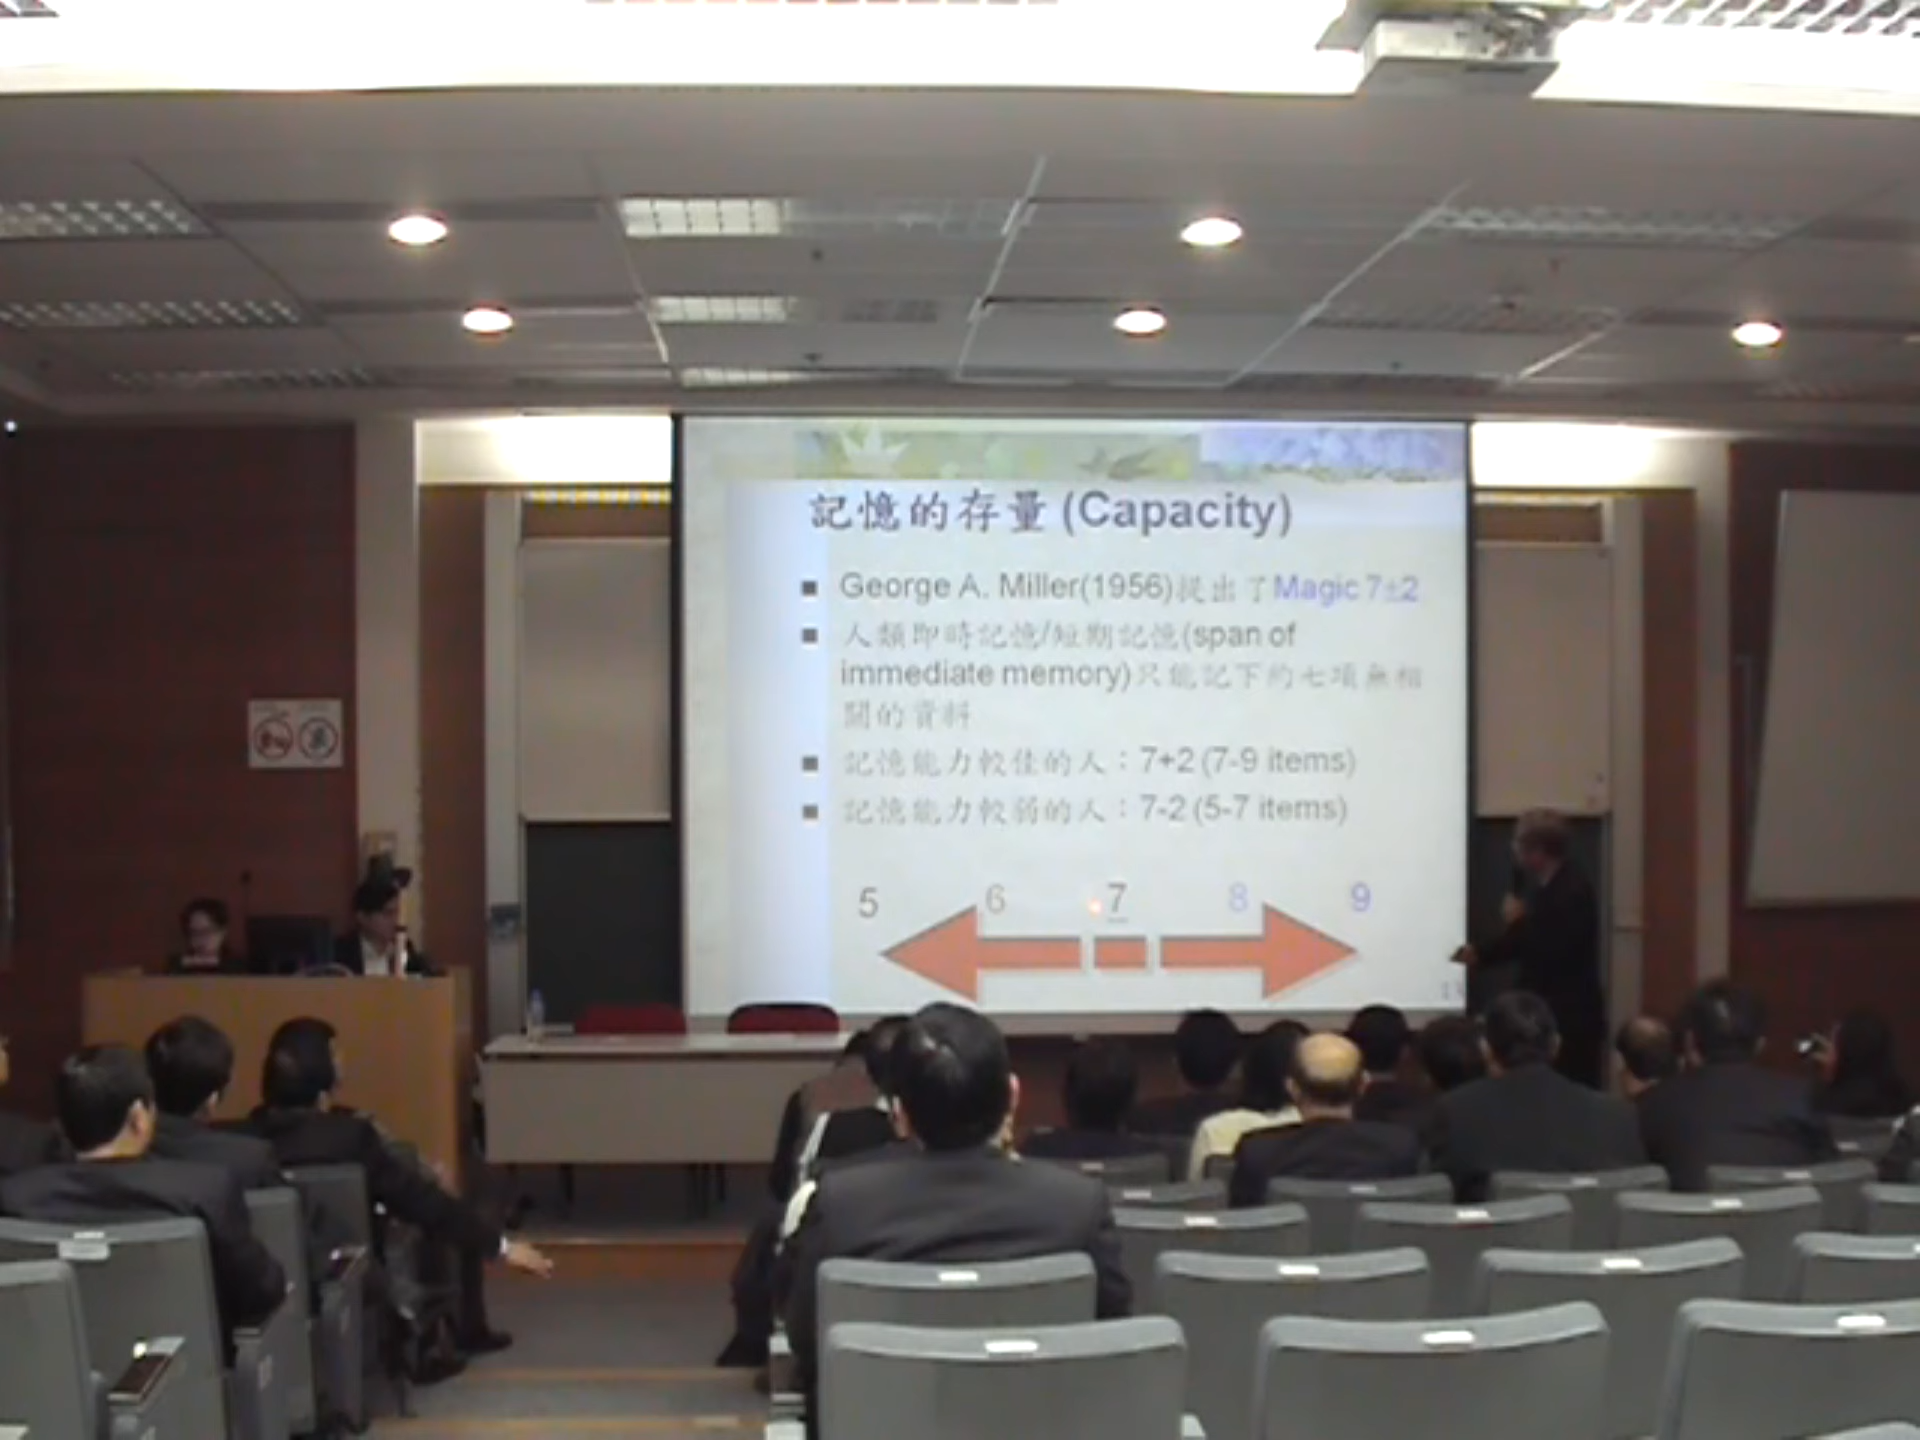 記憶的存量 (Capacity)
George A. Miller(1956)提出了Magic 7±2
人類即時記憶/短期記憶(span of
immediate memory)只能記下約七項無相
關的資料
記憶能力較佳的人：7+2 (7-9 items)
記憶能力較弱的人：7-2 (5-7 items)
5 6 7 8 9